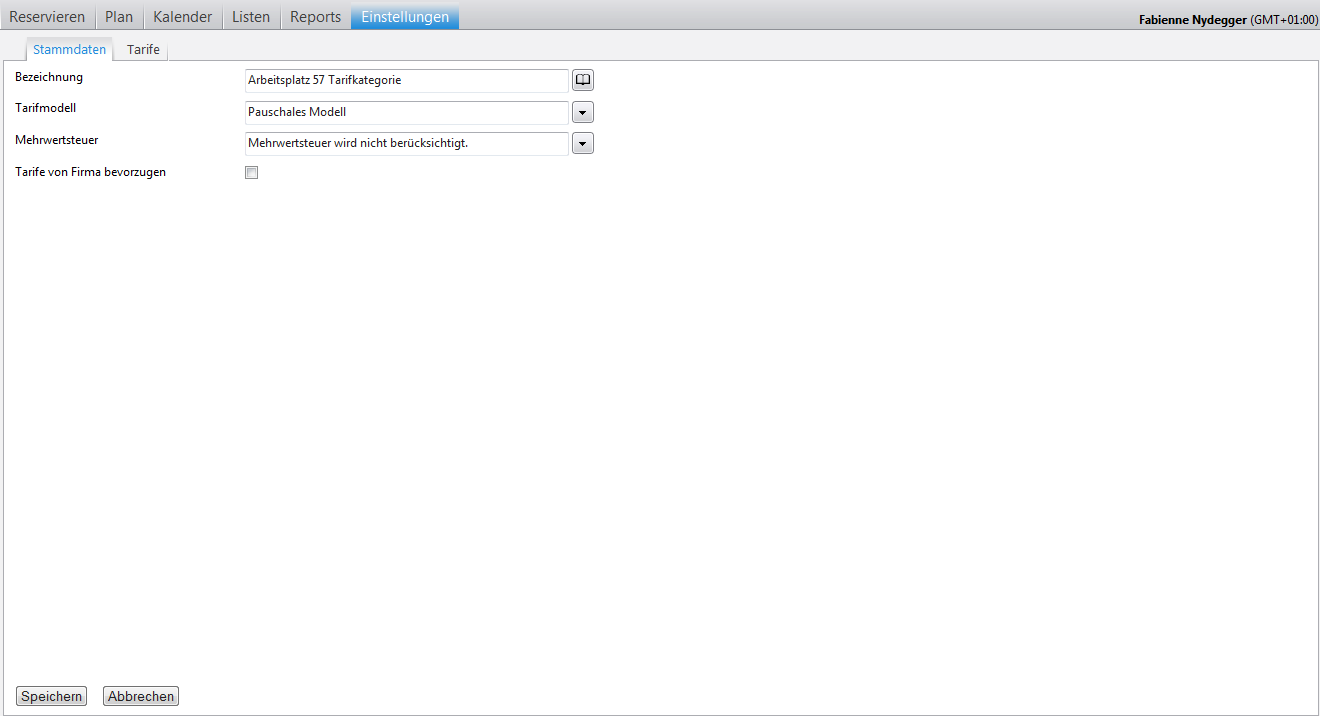 Reservieren Plan Kalender Listen Reports Einstellungen Fabienne Nydegger (GMT+01:00)
Stammdaten Tarife
Bezeichnung Arbeitsplatz 57 Tarifkategorie
Tarifmodell Pauschales Modell
Mehrwertsteuer Mehrwertsteuer wird nicht berücksichtigt.
Tarife von Firma bevorzugen
Speichern Abbrechen